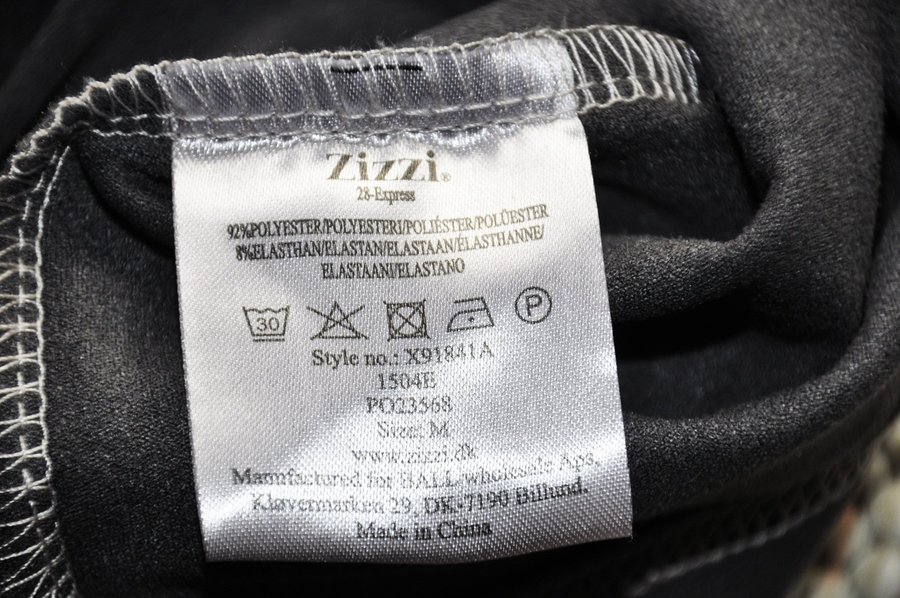 Zizzi®
28-Express
92%POLYESTER/POLYESTERI/POLIÉSTER/POLÜESTER
8%ELASTHAN/ELASTAN/ELASTAAN/ELASTHANNE/
ELASTAANI/ELASTANO
30 P
Style no.: X91841A
1504E
PO23568
Size: M
www.zizzi.dk
Manufactured for BALL/wholesale Aps,
Kløvermarken 29, DK-7190 Billund.
Made in China